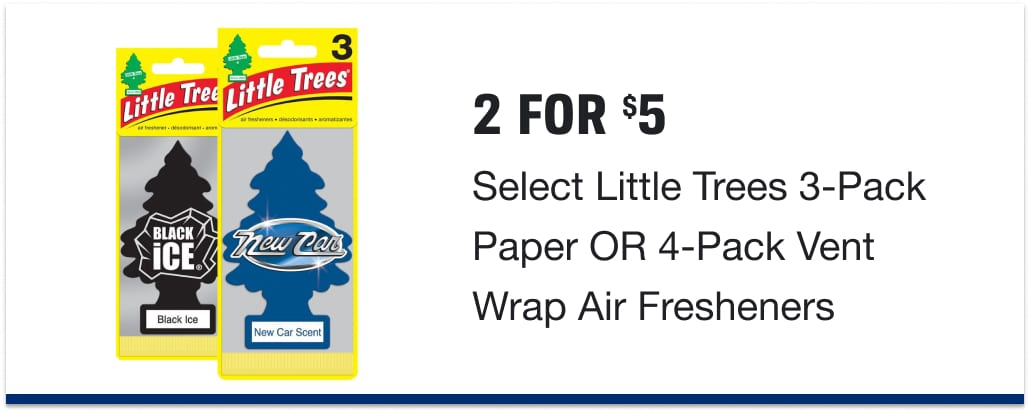 3
Little Trees
Little Tree
air fresheners • désodorisants • aromatizantes
air freshener • désodorisant • arom
BLACK
iCE®
New Car
Black Ice
New Car Scent
2 FOR $5
Select Little Trees 3-Pack
Paper OR 4-Pack Vent
Wrap Air Fresheners